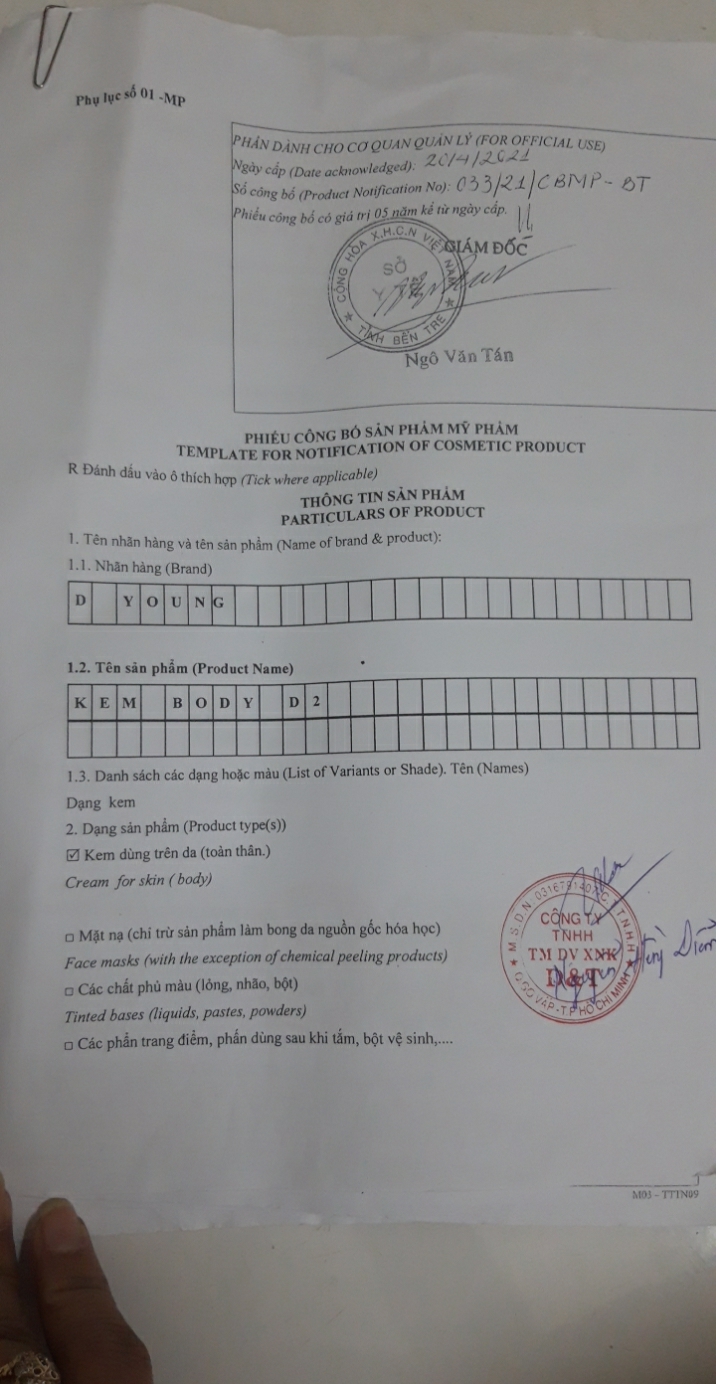 Phụ lục số 01 -MP
PHẦN DÀNH CHO CƠ QUAN QUẢN LÝ (FOR OFFICIAL USE)
Ngày cấp (Date acknowledged): 20/4/2021
Số công bố (Product Notification No): 033/21/CBMP-BT
Phiếu công bố có giá trị 05 năm kể từ ngày cấp.
GIÁM ĐỐC
CỘNG HÒA X.H.C.N VIỆT NAM
SỞ
Y
TỈNH BẾN TRE
Ngô Văn Tán
PHIẾU CÔNG BỐ SẢN PHẨM MỸ PHẨM
TEMPLATE FOR NOTIFICATION OF COSMETIC PRODUCT
R Đánh dấu vào ô thích hợp (Tick where applicable)
THÔNG TIN SẢN PHẨM
PARTICULARS OF PRODUCT
1. Tên nhãn hàng và tên sản phẩm (Name of brand & product):
1.1. Nhãn hàng (Brand)
D YOUNG
1.2. Tên sản phẩm (Product Name)
KEM BODY D2
1.3. Danh sách các dạng hoặc màu (List of Variants or Shade). Tên (Names)
Dạng kem
2. Dạng sản phẩm (Product type(s))
☑ Kem dùng trên da (toàn thân.)
Cream for skin ( body)
□ Mặt nạ (chỉ trừ sản phẩm làm bong da nguồn gốc hóa học)
Face masks (with the exception of chemical peeling products)
□ Các chất phủ màu (lỏng, nhão, bột)
Tinted bases (liquids, pastes, powders)
□ Các phấn trang điểm, phấn dùng sau khi tắm, bột vệ sinh,....
CÔNG TY
TNHH
TM DV XNK
D & T
Q.GÒ VẤP - T.P HỒ CHÍ MINH
M03 - TTIN09